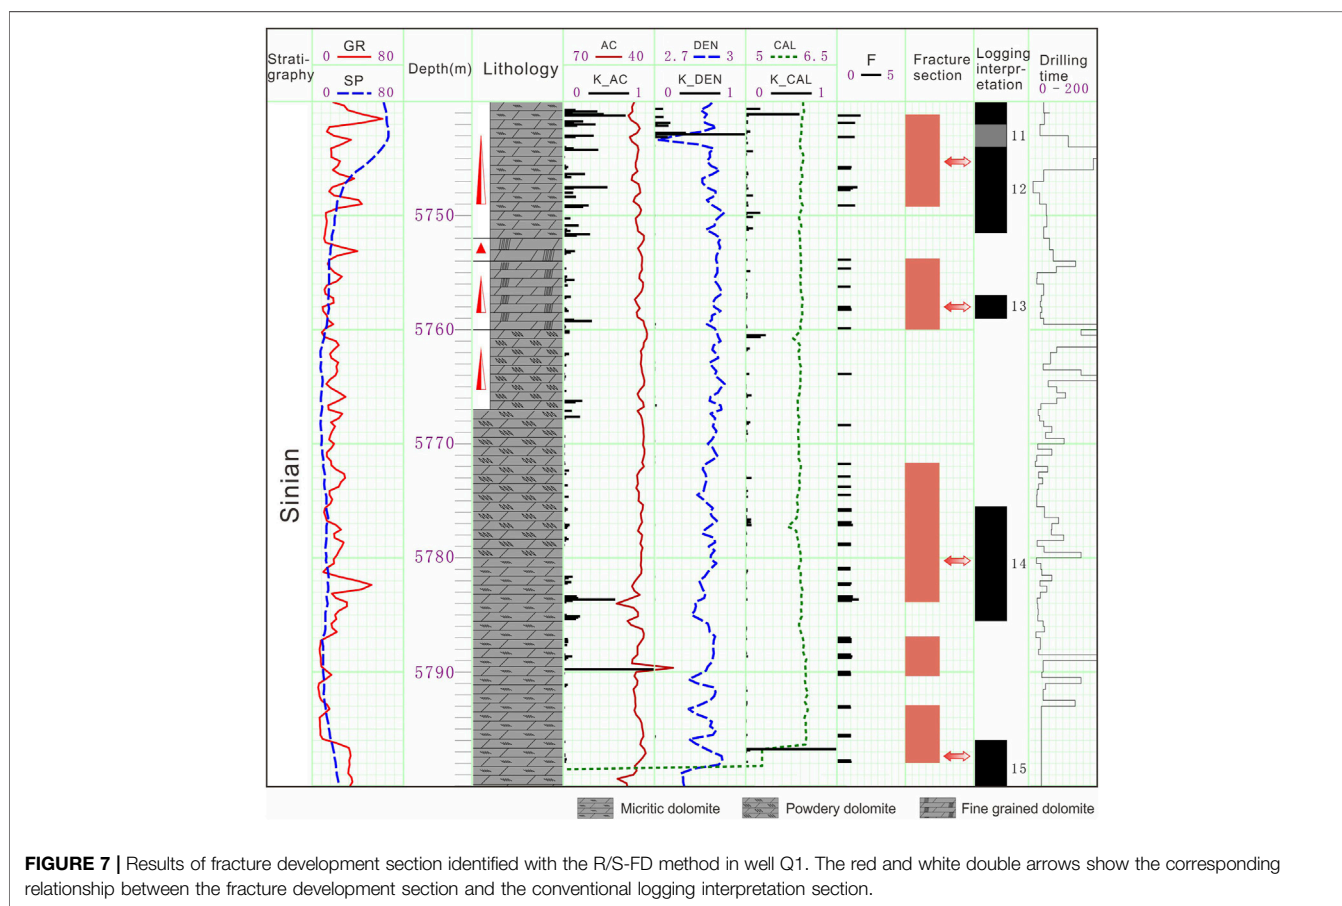 Strati-
graphy
GR
0 80
SP
0 80
Depth(m)
Lithology
AC
70 40
K_AC
0 1
DEN
2.7 3
K_DEN
0 1
CAL
5 6.5
K_CAL
0 1
F
0 5
Fracture
section
Logging
interpr-
etation
Drilling
time
0-200
Sinian
5750
5760
5770
5780
5790
11
12
13
14
15
Micritic dolomite
Powdery dolomite
Fine grained dolomite
FIGURE 7 | Results of fracture development section identified with the R/S-FD method in well Q1. The red and white double arrows show the corresponding
relationship between the fracture development section and the conventional logging interpretation section.